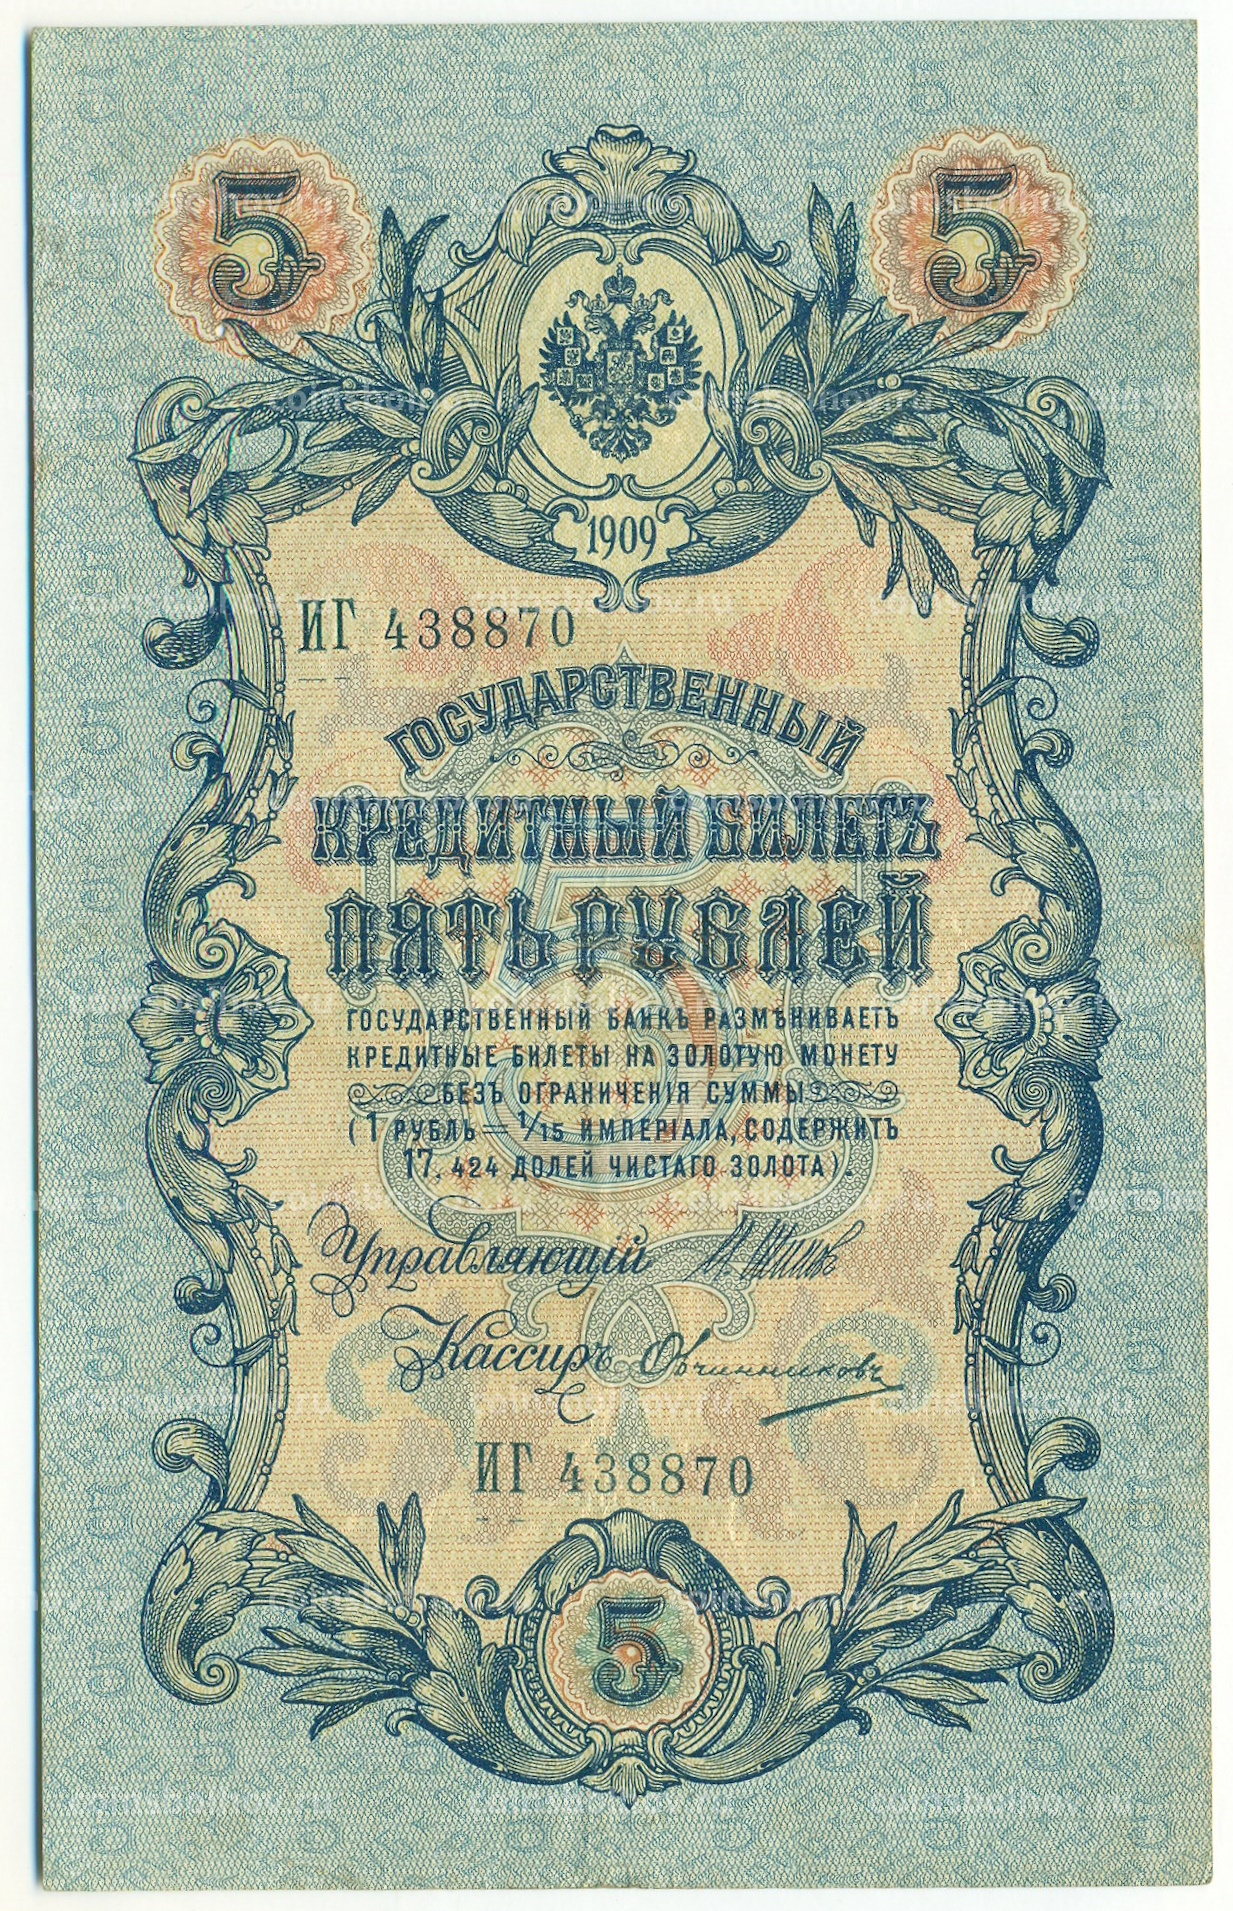 5 5
1909
ИГ 438870
ГОСУДАРСТВЕННЫЙ
КРЕДИТНЫЙ БИЛЕТЪ
ПЯТЬ РУБЛЕЙ
ГОСУДАРСТВЕННЫЙ БАНКЪ РАЗМѢНИВАЕТЪ
КРЕДИТНЫЕ БИЛЕТЫ НА ЗОЛОТУЮ МОНЕТУ
БЕЗЪ ОГРАНИЧЕНІЯ СУММЫ
(1 РУБЛЬ = 1/15 ИМПЕРІАЛА, СОДЕРЖИТЪ
17, 424 ДОЛЕЙ ЧИСТАГО ЗОЛОТА).
Управляющій И. Шиповъ
Кассиръ Овчинниковъ
ИГ 438870
5